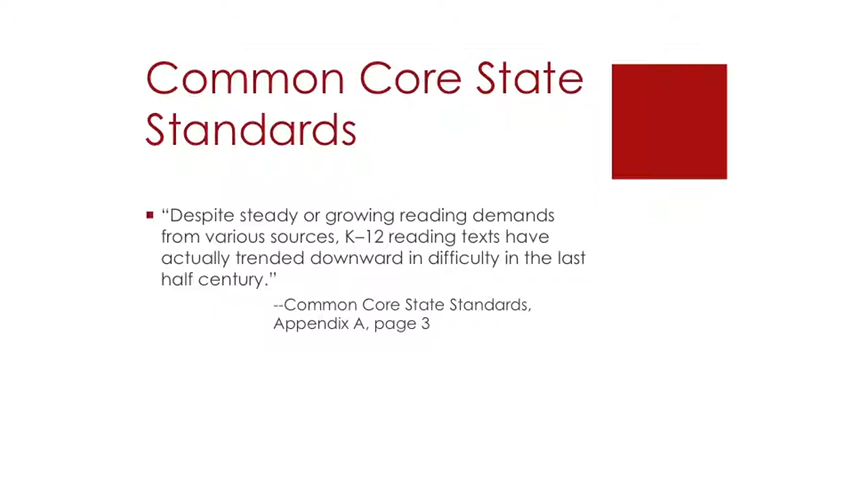 Common Core State
Standards
“Despite steady or growing reading demands
from various sources, K–12 reading texts have
actually trended downward in difficulty in the last
half century.”
--Common Core State Standards,
Appendix A, page 3